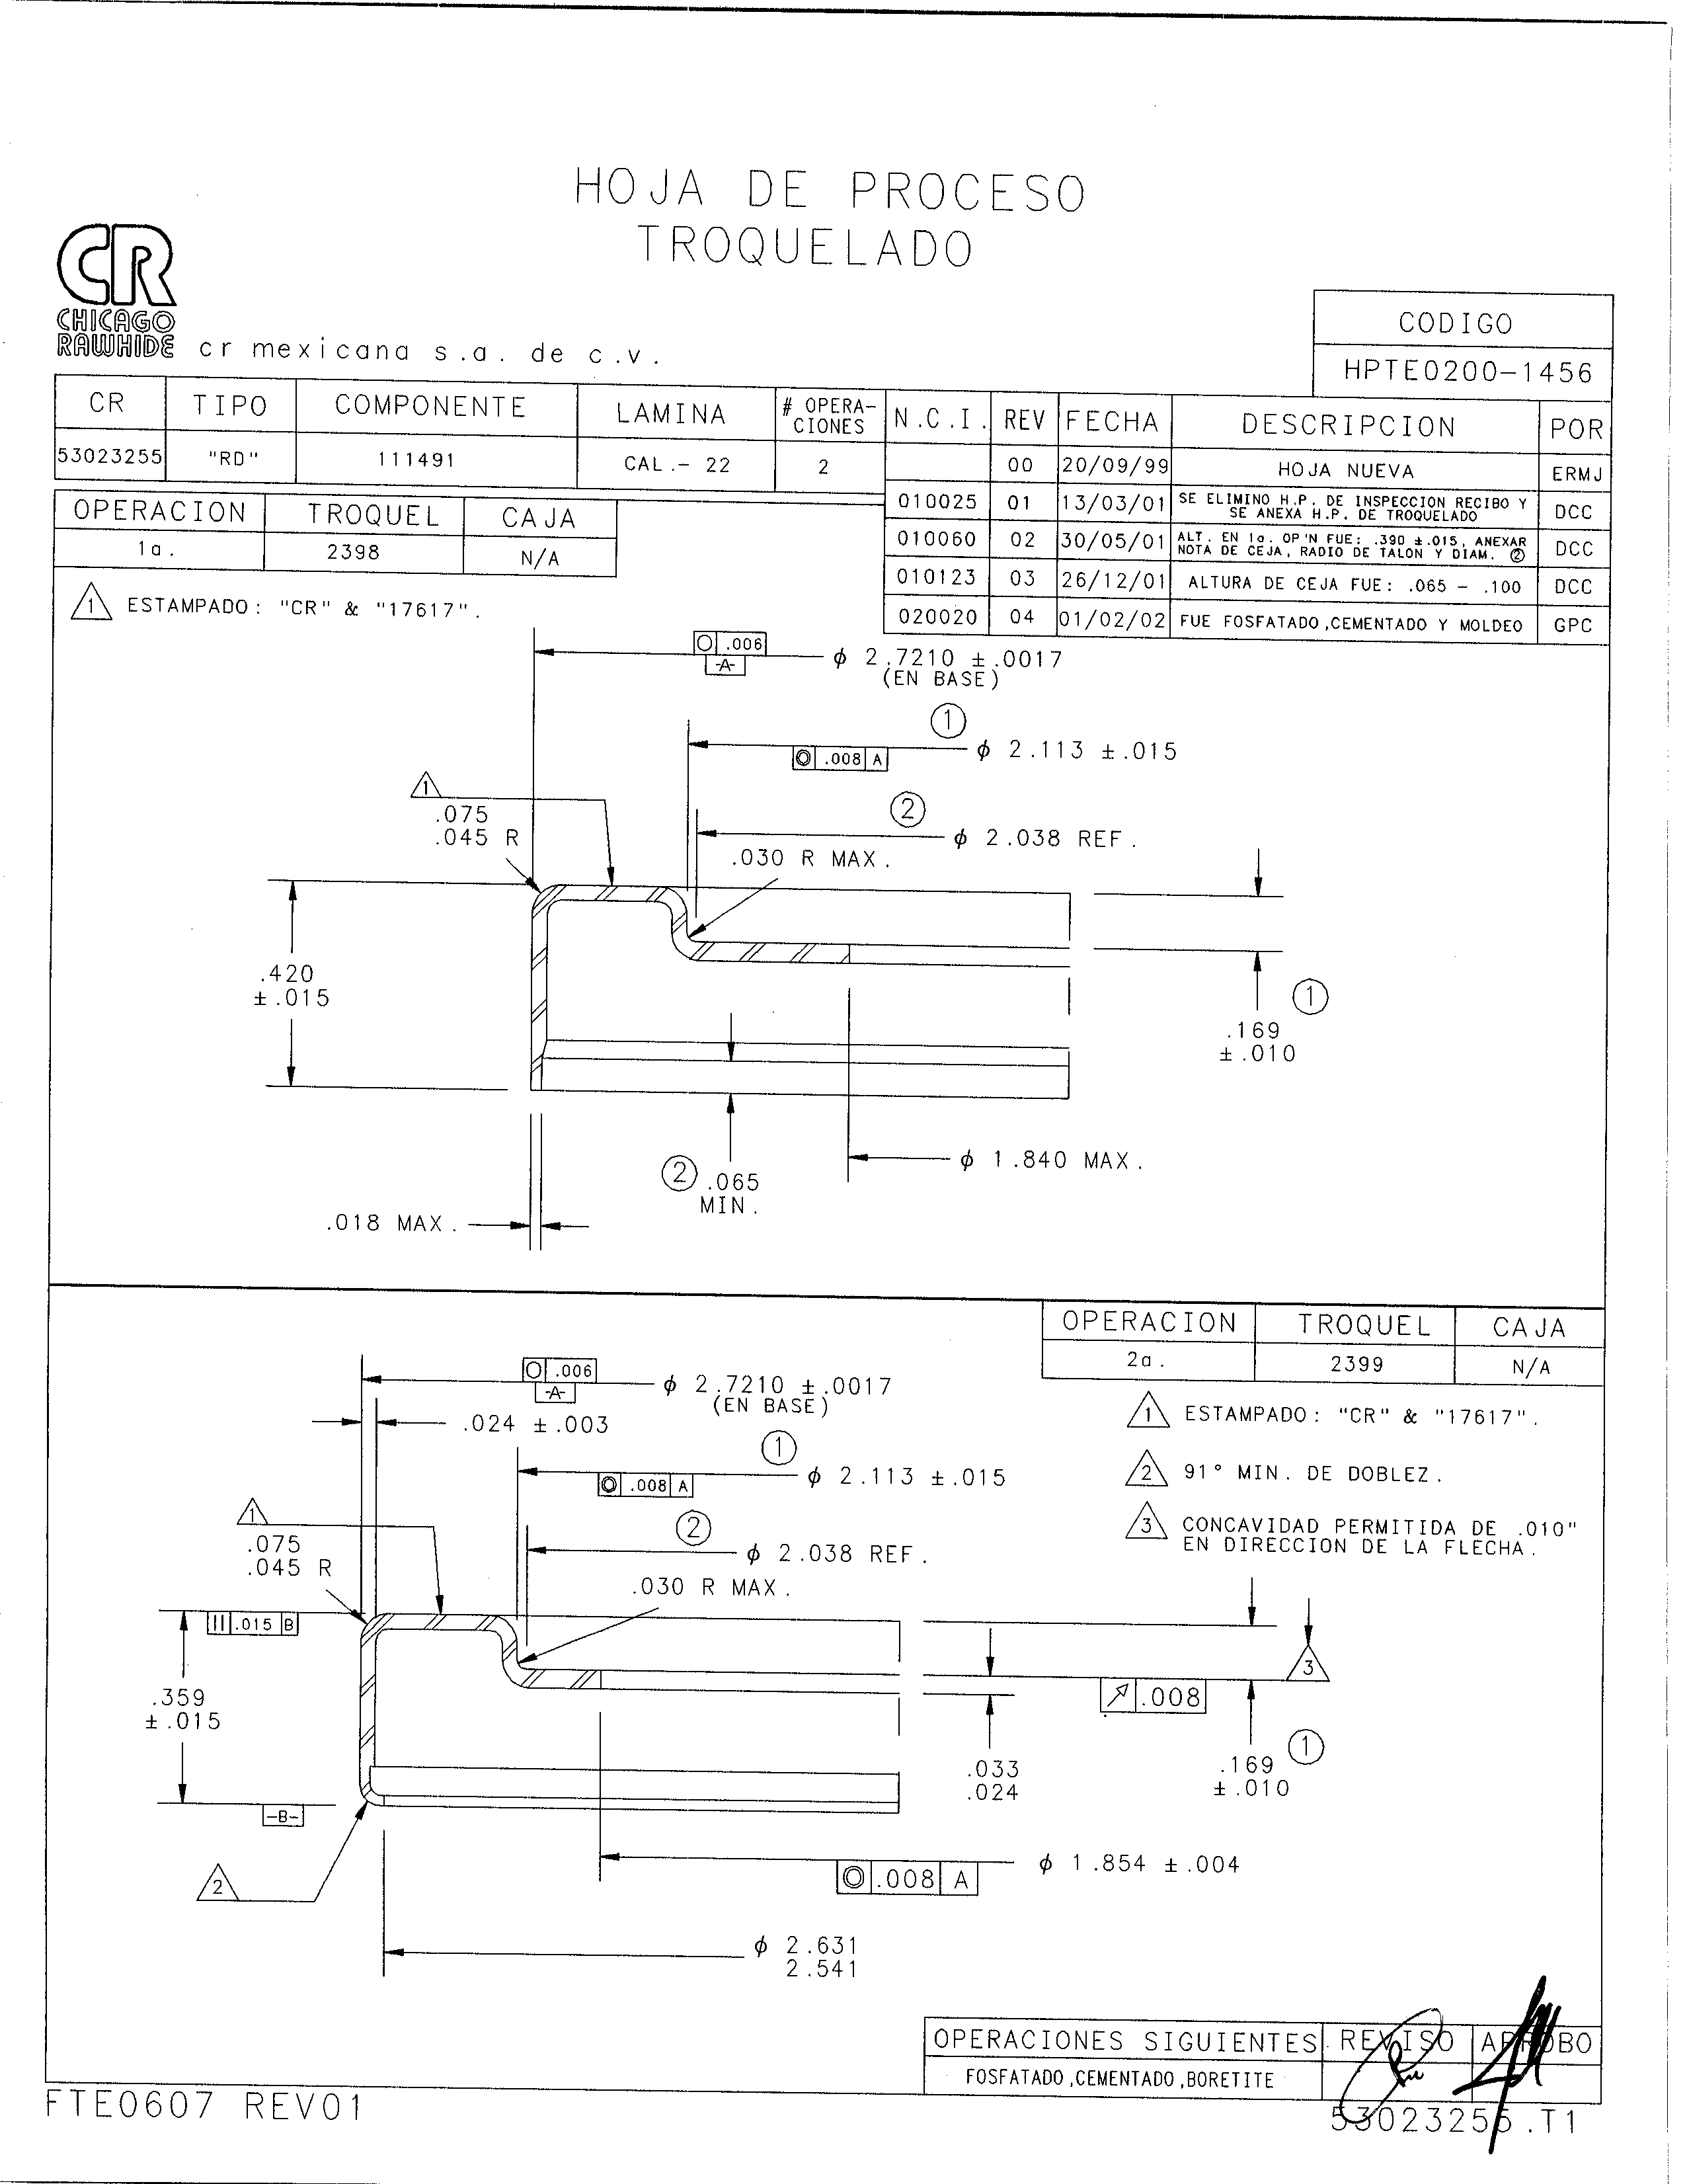 HOJA DE PROCESO
TROQUELADO
CR
CHICAGO
RAWHIDE
cr mexicana s.a. de c.v.
CODIGO
HPTE0200-1456
CR TIPO COMPONENTE LAMINA # OPERA-CIONES
53023255 "RD" 111491 CAL.- 22 2
N.C.I. REV FECHA DESCRIPCION POR
00 20/09/99 HOJA NUEVA ERMJ
010025 01 13/03/01 SE ELIMINO H.P. DE INSPECCION RECIBO Y SE ANEXA H.P. DE TROQUELADO DCC
010060 02 30/05/01 ALT. EN 1a. OP'N FUE: .390 ±.015, ANEXAR NOTA DE CEJA, RADIO DE TALON Y DIAM. ② DCC
010123 03 26/12/01 ALTURA DE CEJA FUE: .065 - .100 DCC
020020 04 01/02/02 FUE FOSFATADO,CEMENTADO Y MOLDEO GPC
OPERACION TROQUEL CAJA
1a. 2398 N/A
1 ESTAMPADO: "CR" & "17617".
.006
-A-
φ 2.7210 ±.0017
(EN BASE)
1
.008 A
φ 2.113 ±.015
1
.075
.045 R
2
φ 2.038 REF.
.030 R MAX.
.420
±.015
1
.169
±.010
φ 1.840 MAX.
2 .065
MIN.
.018 MAX.
OPERACION TROQUEL CAJA
2a. 2399 N/A
1 ESTAMPADO: "CR" & "17617".
2 91° MIN. DE DOBLEZ.
3 CONCAVIDAD PERMITIDA DE .010"
EN DIRECCION DE LA FLECHA.
.006
-A-
φ 2.7210 ±.0017
(EN BASE)
.024 ±.003
1
.008 A
φ 2.113 ±.015
1
.075
.045 R
2
φ 2.038 REF.
.030 R MAX.
.015 B
3
.008
.359
±.015
-B-
.033
.024
1
.169
±.010
2
.008 A
φ 1.854 ±.004
φ 2.631
2.541
OPERACIONES SIGUIENTES REVISO APROBO
FOSFATADO,CEMENTADO,BORETITE
FTE0607 REV01
53023255.T1